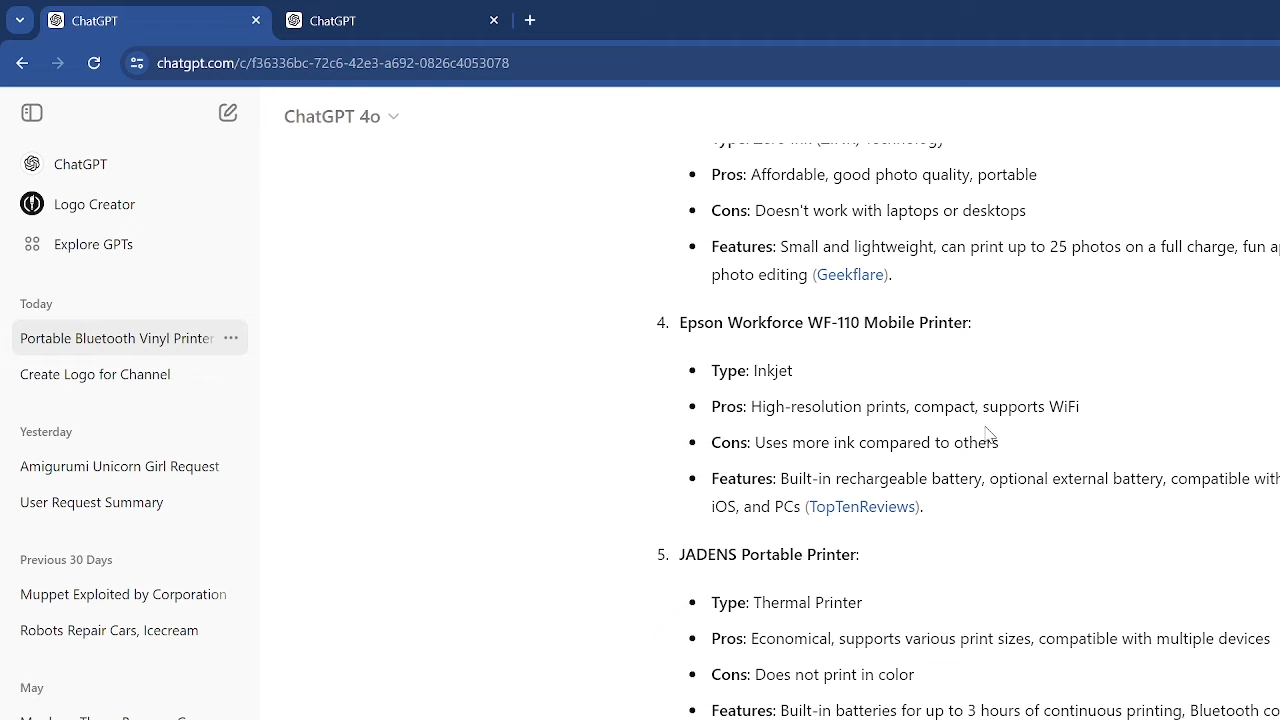 ChatGPT
ChatGPT
chatgpt.com/c/f36336bc-72c6-42e3-a692-0826c4053078
ChatGPT
Logo Creator
Explore GPTs
Today
Portable Bluetooth Vinyl Printer
Create Logo for Channel
Yesterday
Amigurumi Unicorn Girl Request
User Request Summary
Previous 30 Days
Muppet Exploited by Corporation
Robots Repair Cars, Icecream
May
ChatGPT 4o
Pros: Affordable, good photo quality, portable
Cons: Doesn't work with laptops or desktops
Features: Small and lightweight, can print up to 25 photos on a full charge, fun
photo editing (Geekflare).
4. Epson Workforce WF-110 Mobile Printer:
Type: Inkjet
Pros: High-resolution prints, compact, supports WiFi
Cons: Uses more ink compared to others
Features: Built-in rechargeable battery, optional external battery, compatible with
iOS, and PCs (TopTenReviews).
5. JADENS Portable Printer:
Type: Thermal Printer
Pros: Economical, supports various print sizes, compatible with multiple devices
Cons: Does not print in color
Features: Built-in batteries for up to 3 hours of continuous printing, Bluetooth